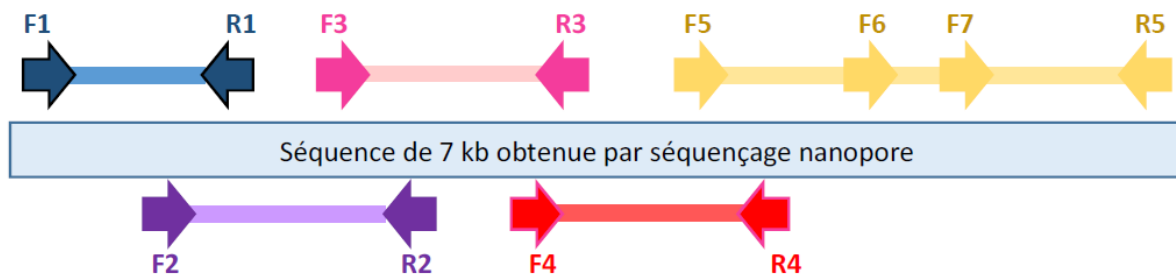 F1 R1 F3 R3 F5 F6 F7 R5
Séquence de 7 kb obtenue par séquençage nanopore
F2 R2 F4 R4